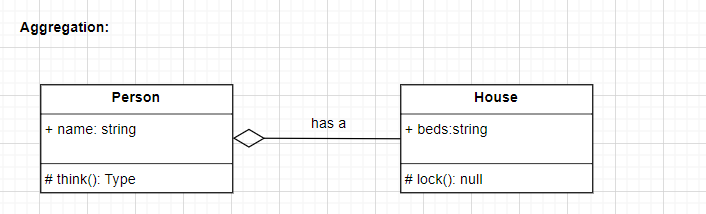 Aggregation:
Person
+ name: string
# think(): Type
has a
House
+ beds:string
# lock(): null